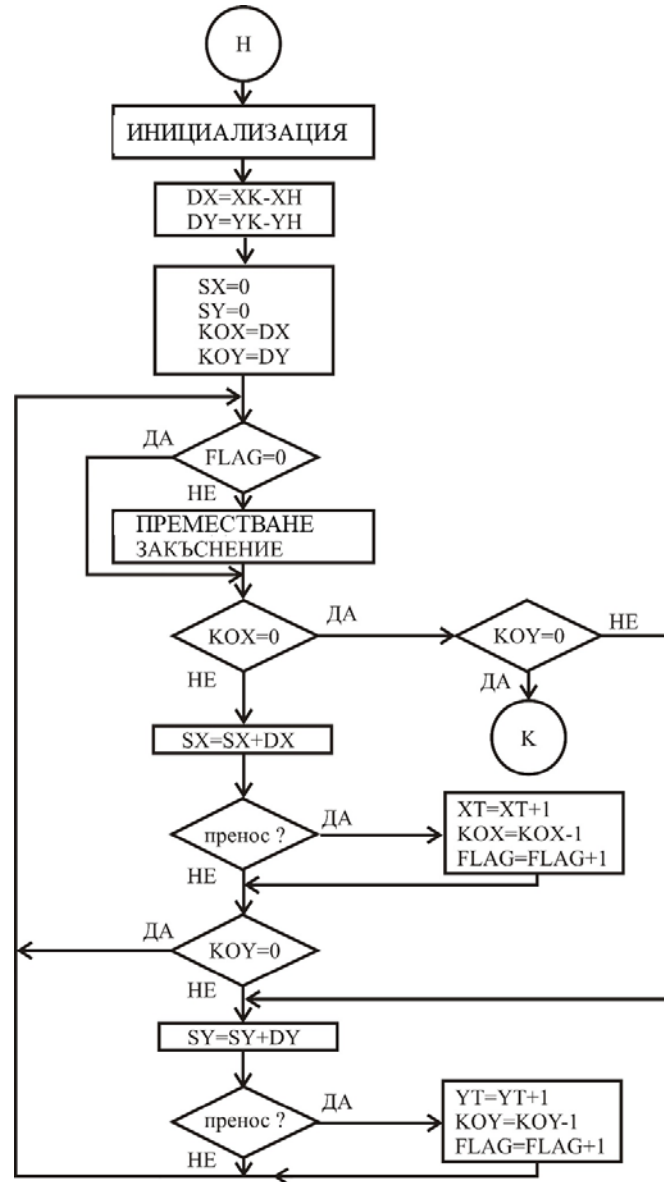 Н
ИНИЦИАЛИЗАЦИЯ
DX=XK-XH
DY=YK-YH
SX=0
SY=0
KOX=DX
KOY=DY
ДА
FLAG=0
НЕ
ПРЕМЕСТВАНЕ
ЗАКЪСНЕНИЕ
KOX=0
ДА
KOY=0
НЕ
НЕ
ДА
K
SX=SX+DX
пренос ?
ДА
XT=XT+1
KOX=KOX-1
FLAG=FLAG+1
НЕ
ДА
KOY=0
НЕ
SY=SY+DY
пренос ?
ДА
YT=YT+1
KOY=KOY-1
FLAG=FLAG+1
НЕ